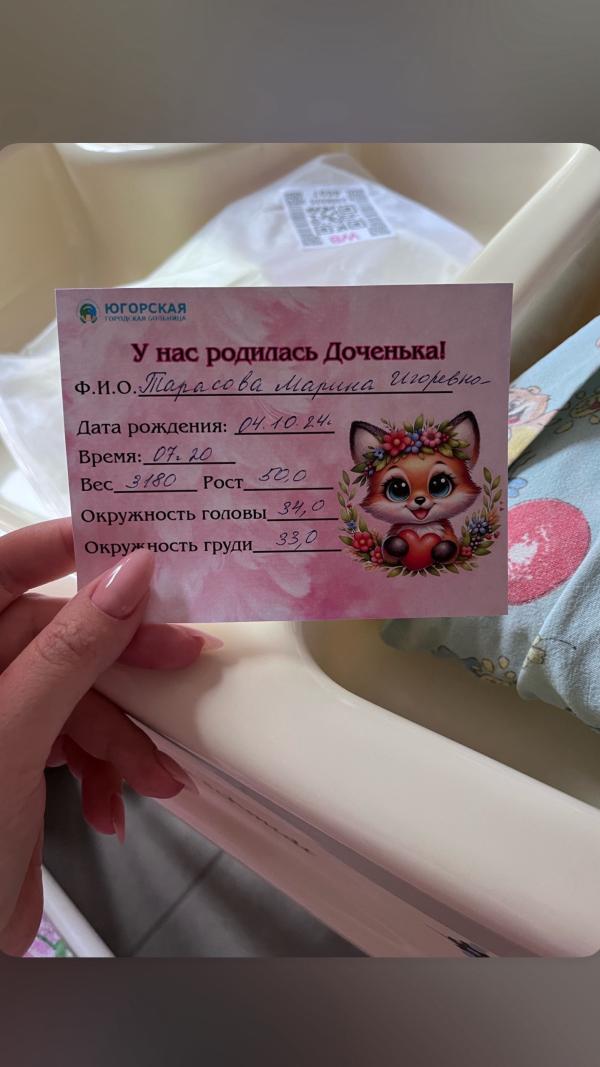 ЮГОРСКАЯ
ГОРОДСКАЯ БОЛЬНИЦА
У нас родилась Доченька!
Ф.И.О. Тарасова Марина Игоревна
Дата рождения: 04.10.24г.
Время: 07.20
Вес 3180 Рост 50,0
Окружность головы 34,0
Окружность груди 33,0